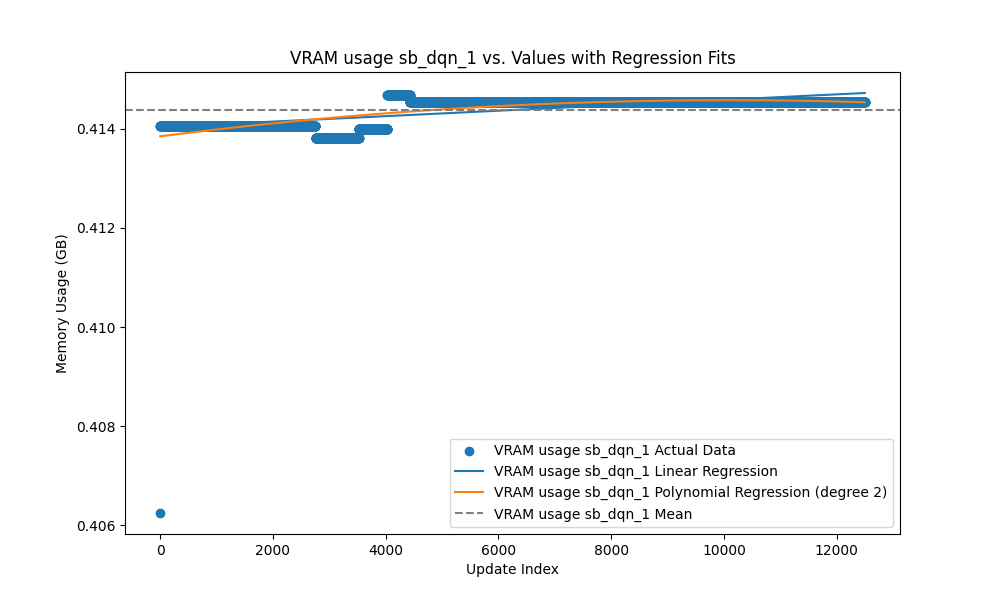 VRAM usage sb_dqn_1 vs. Values with Regression Fits
Memory Usage (GB)
0.414
0.412
0.410
0.408
0.406
VRAM usage sb_dqn_1 Actual Data
VRAM usage sb_dqn_1 Linear Regression
VRAM usage sb_dqn_1 Polynomial Regression (degree 2)
VRAM usage sb_dqn_1 Mean
0 2000 4000 6000 8000 10000 12000
Update Index